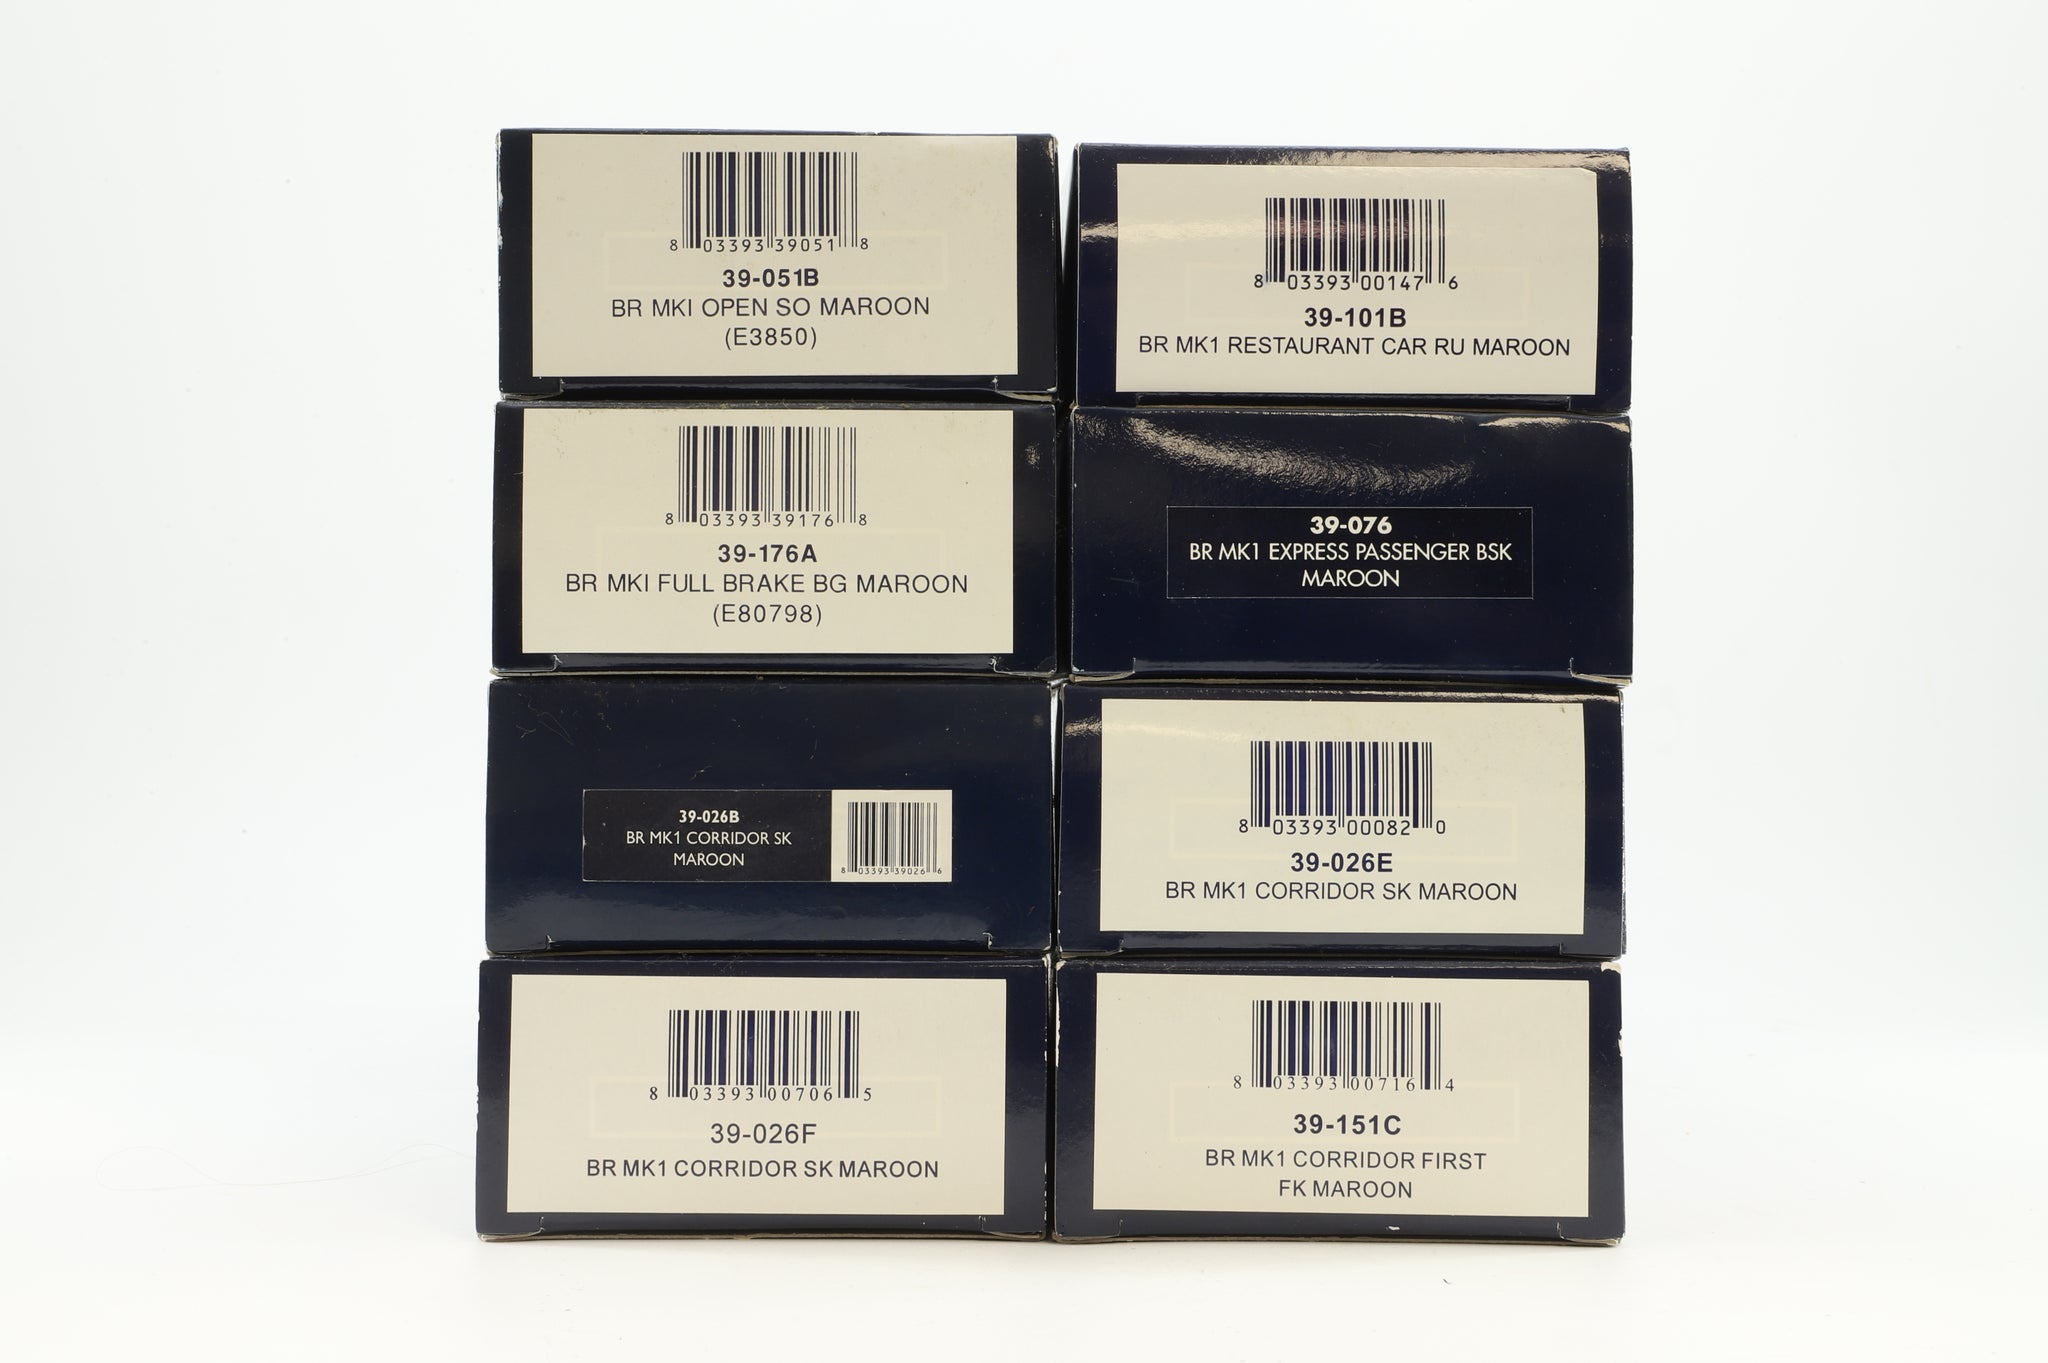 8 03393 39051 8
39-051B
BR MKI OPEN SO MAROON
(E3850)
8 03393 00147 6
39-101B
BR MK1 RESTAURANT CAR RU MAROON
8 03393 39176 8
39-176A
BR MKI FULL BRAKE BG MAROON
(E80798)
39-076
BR MK1 EXPRESS PASSENGER BSK
MAROON
39-026B
BR MK1 CORRIDOR SK
MAROON
8 03393 39026 6
8 03393 00082 0
39-026E
BR MK1 CORRIDOR SK MAROON
8 03393 00706 5
39-026F
BR MK1 CORRIDOR SK MAROON
8 03393 00716 4
39-151C
BR MK1 CORRIDOR FIRST
FK MAROON